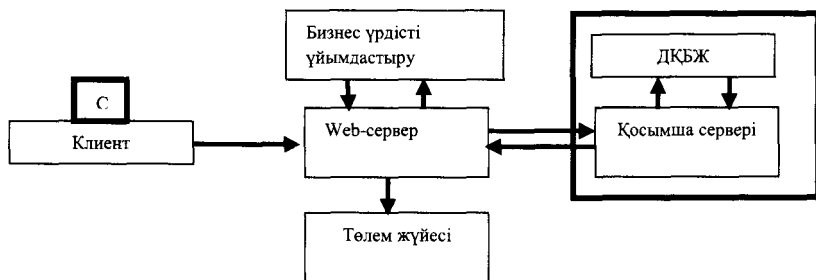 Бизнес үрдісті
ұйымдастыру
ДҚБЖ
С
Клиент
Web-сервер
Қосымша сервері
Төлем жүйесі